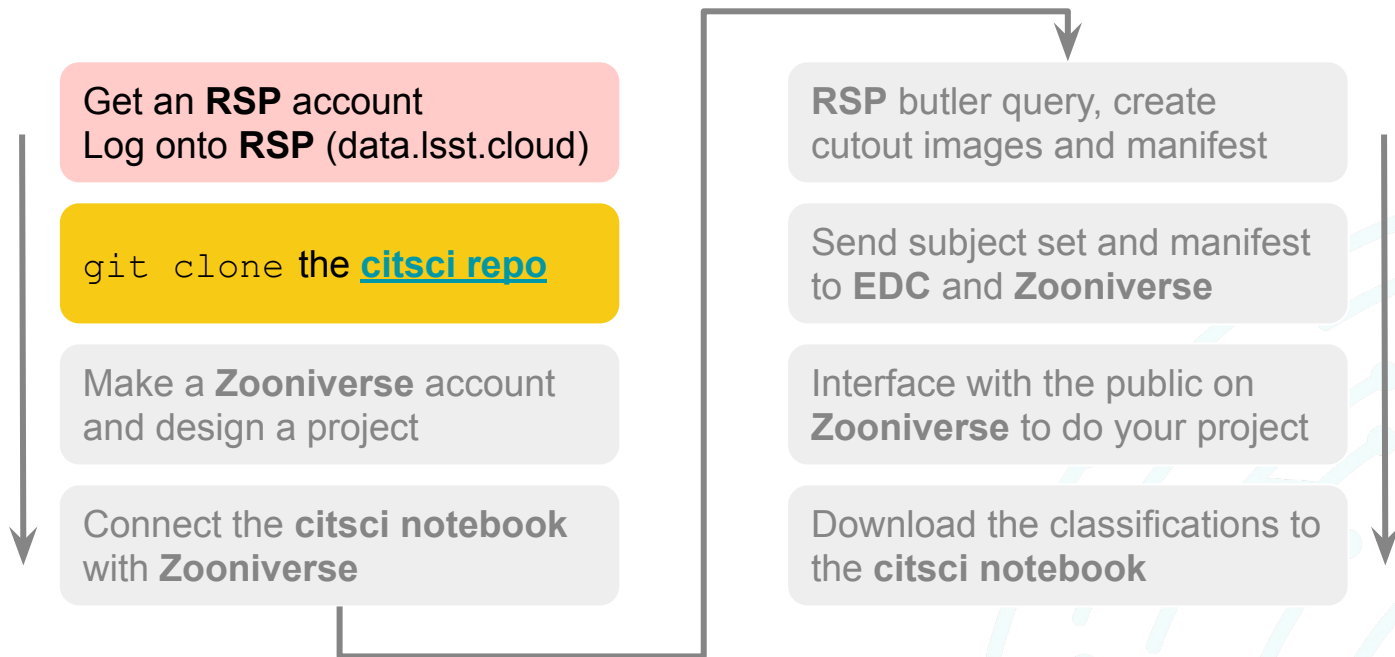 Get an RSP account
Log onto RSP (data.lsst.cloud)
git clone the citsci repo
Make a Zooniverse account
and design a project
Connect the citsci notebook
with Zooniverse
RSP butler query, create
cutout images and manifest
Send subject set and manifest
to EDC and Zooniverse
Interface with the public on
Zooniverse to do your project
Download the classifications to
the citsci notebook